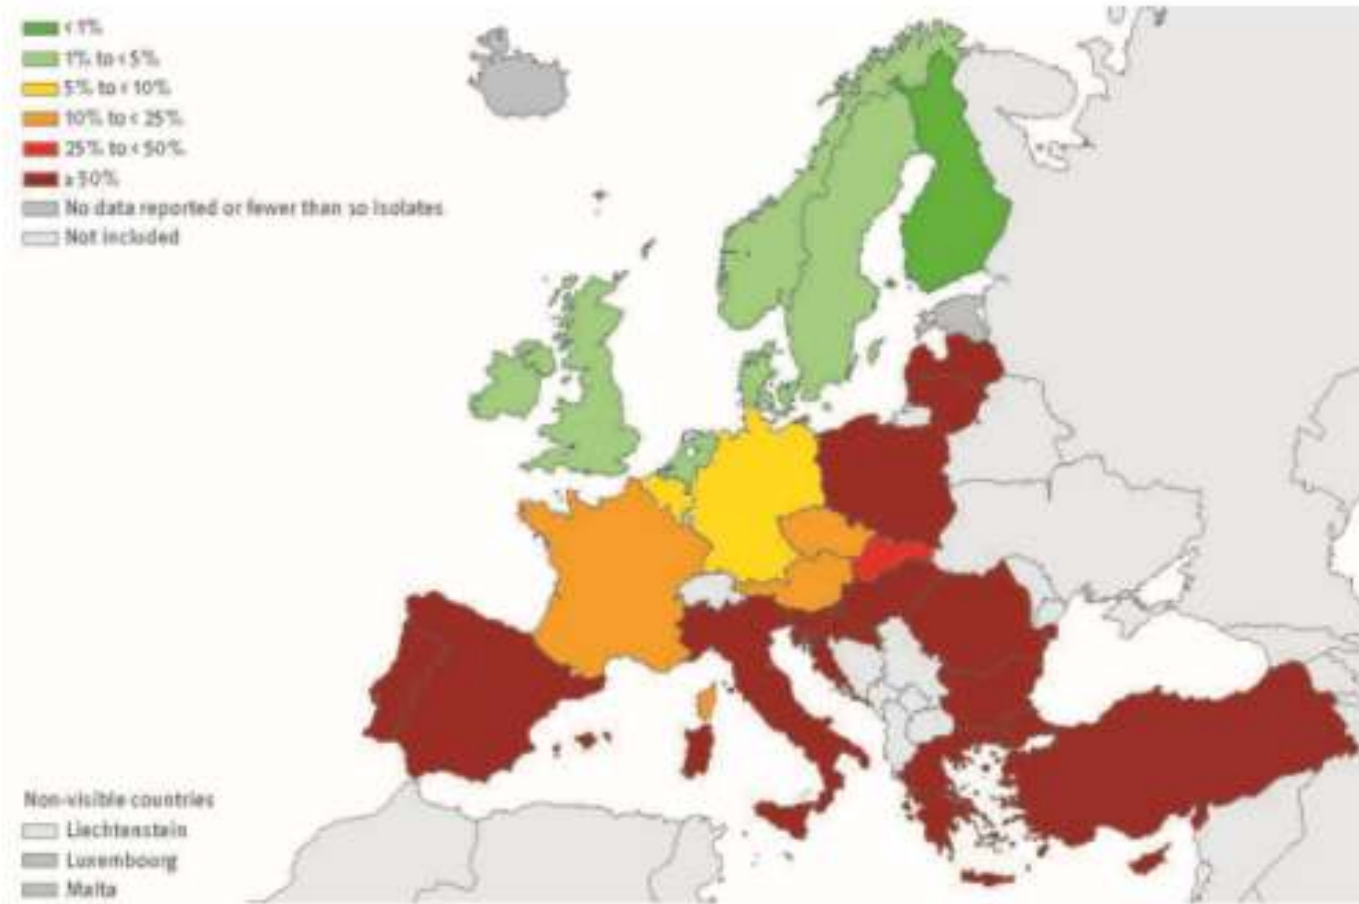 < 1%
1% to < 5%
5% to < 10%
10% to < 25%
25% to < 50%
≥ 50%
No data reported or fewer than 10 isolates
Not included
Non-visible countries
Liechtenstein
Luxembourg
Malta